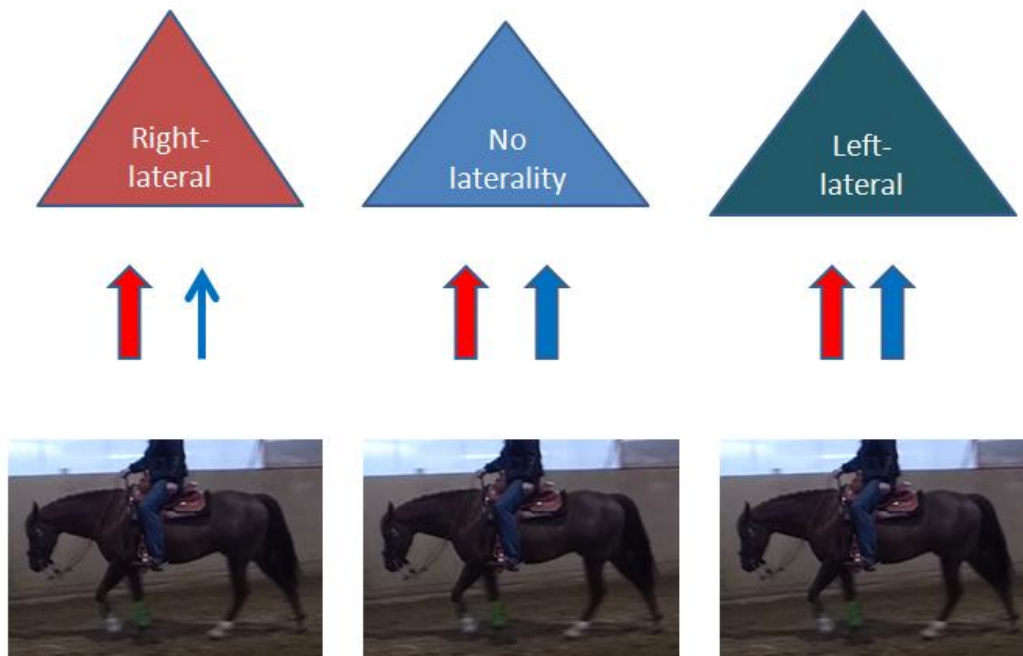 Right-
lateral
No
laterality
Left-
lateral